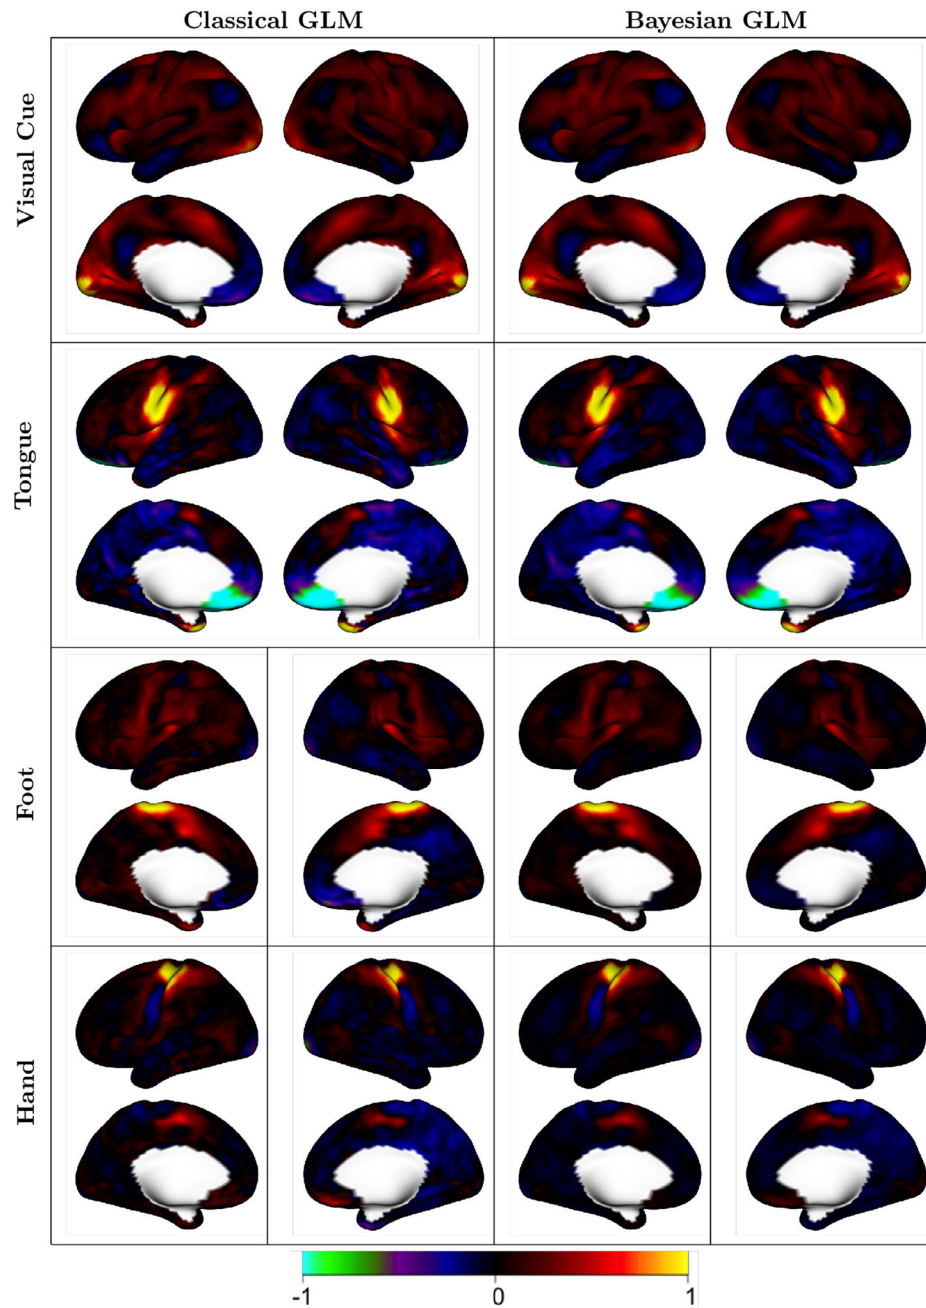 Classical GLM
Bayesian GLM
Visual Cue
Tongue
Foot
Hand
-1
0
1